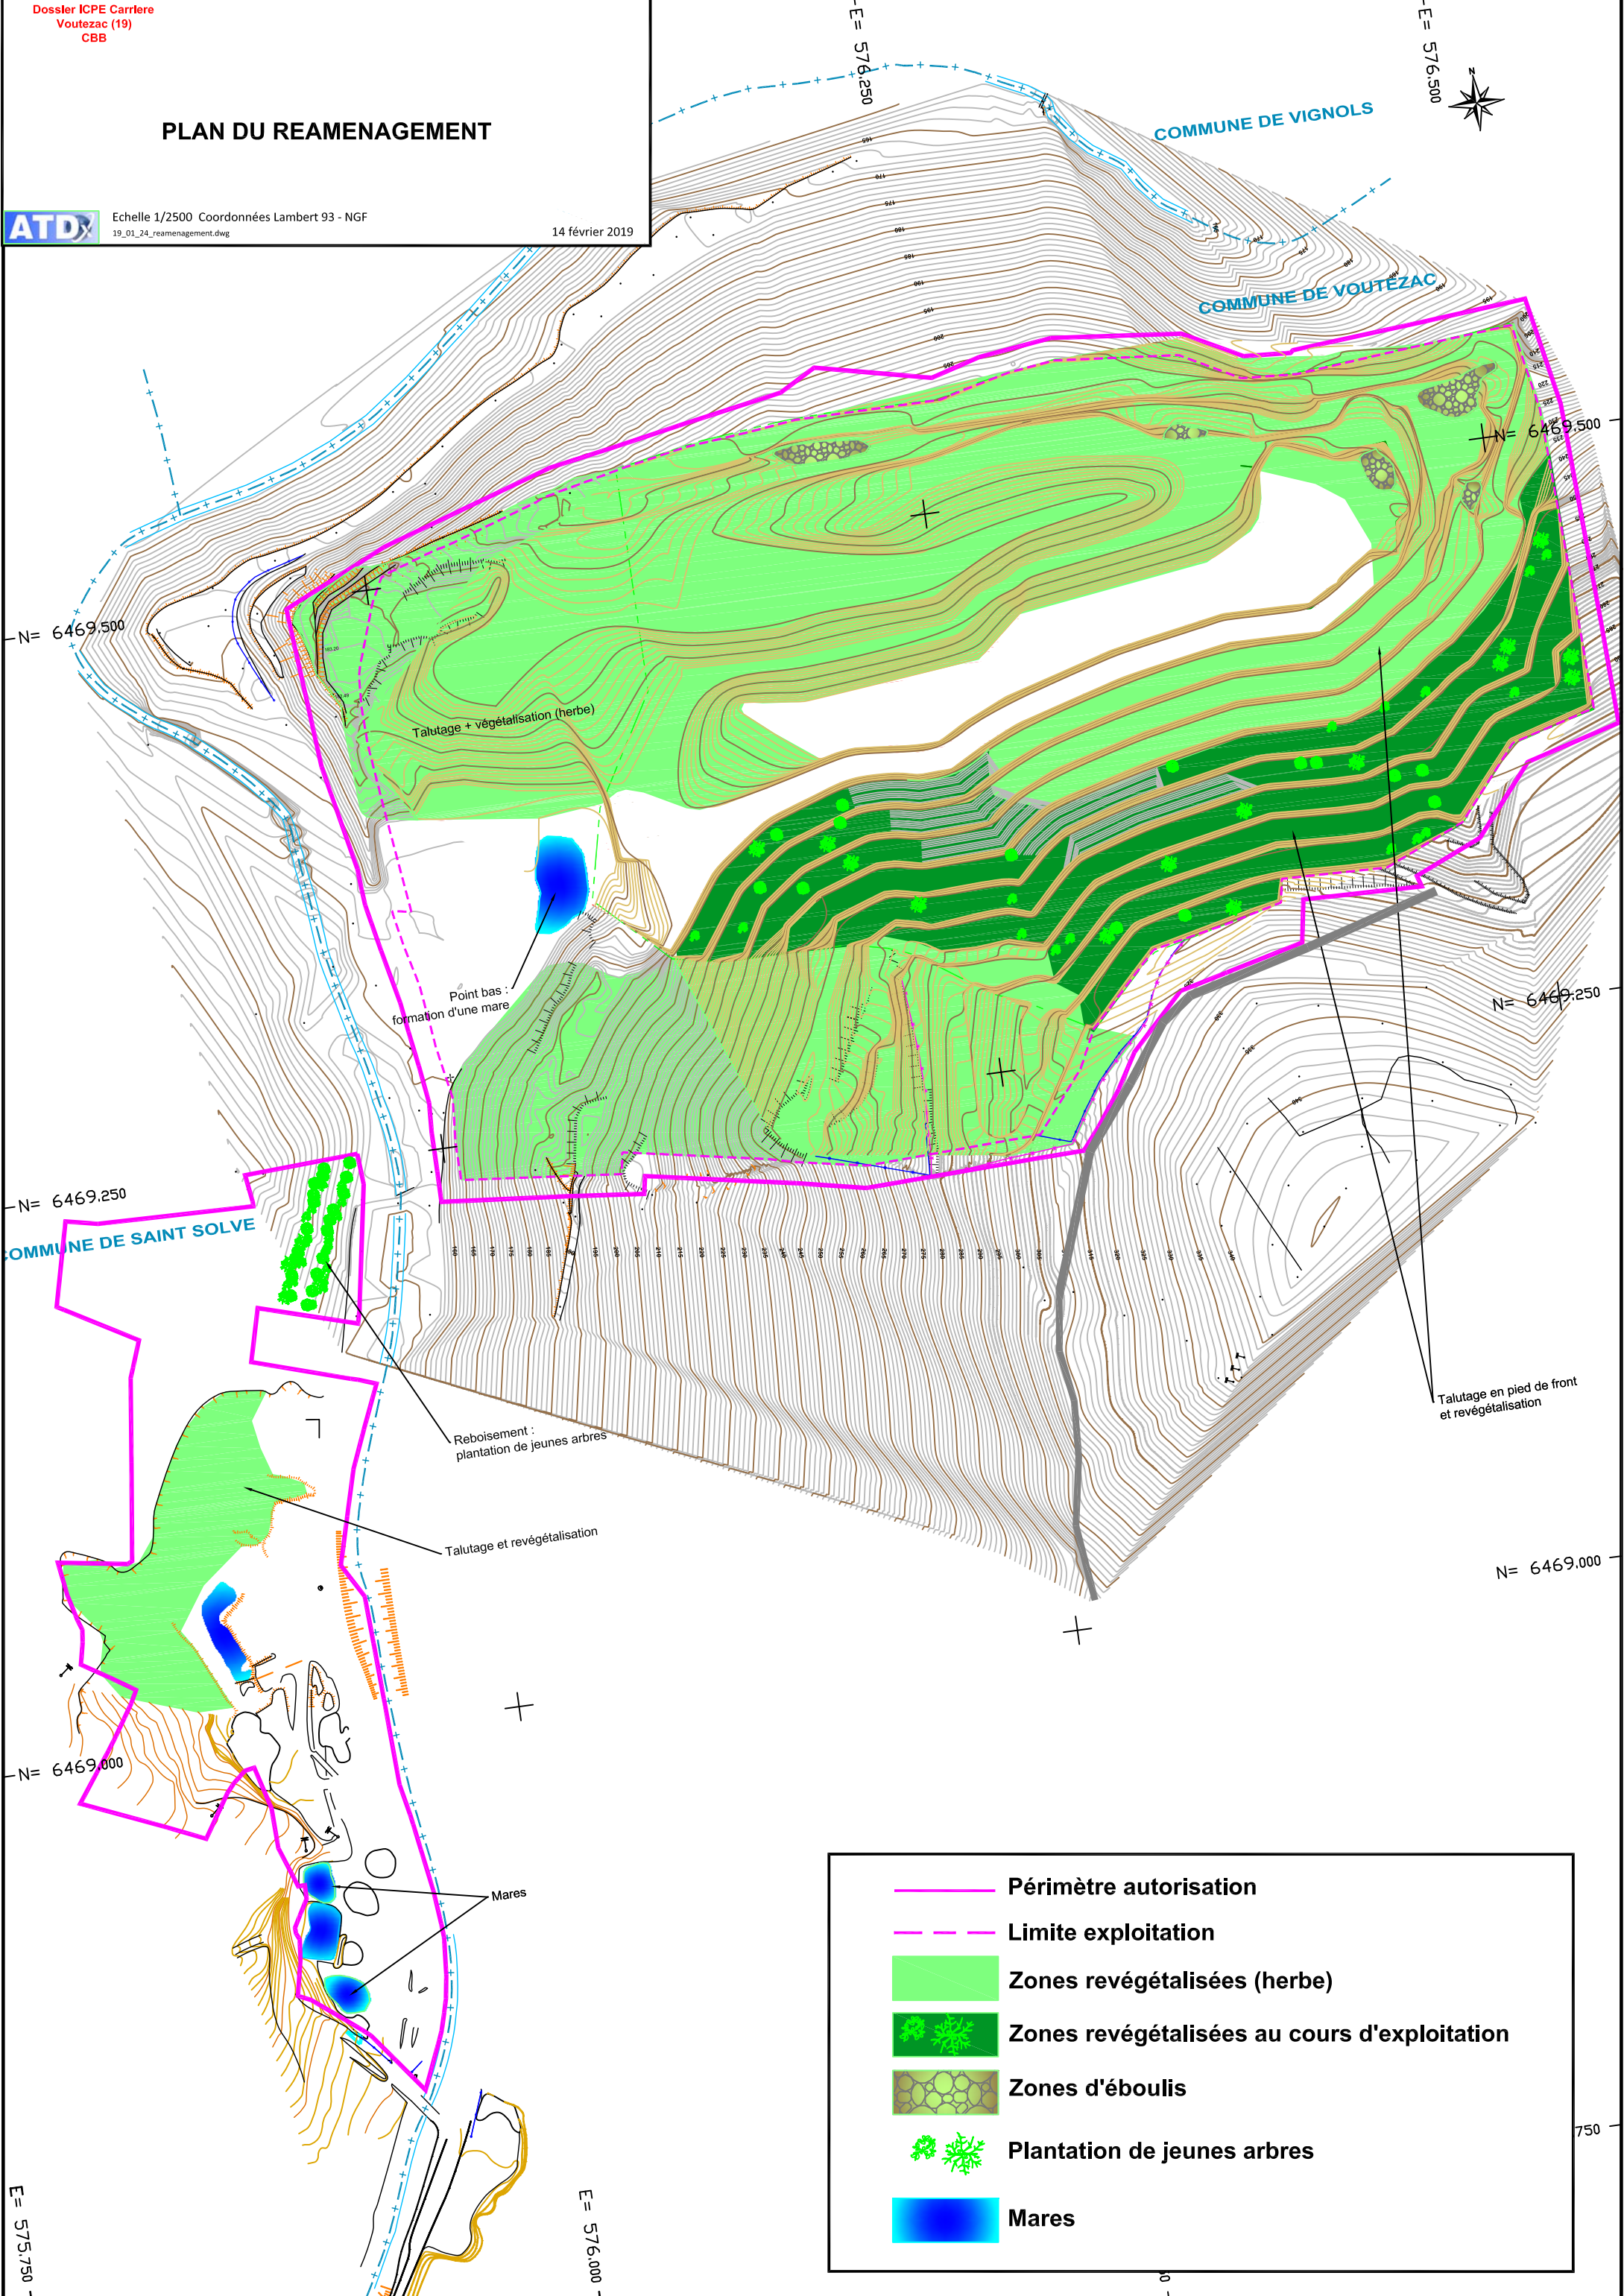 Dossier ICPE Carriere
Voutezac (19)
CBB
PLAN DU REAMENAGEMENT
ATDx
Echelle 1/2500 Coordonnées Lambert 93 - NGF
19_01_24_reamenagement.dwg
14 février 2019
E= 576.250
E= 576.500
N
COMMUNE DE VIGNOLS
COMMUNE DE VOUTEZAC
N= 6469.500
N= 6469.500
Talutage + végétalisation (herbe)
Point bas :
formation d'une mare
N= 6469.250
N= 6469.250
COMMUNE DE SAINT SOLVE
Reboisement :
plantation de jeunes arbres
Talutage en pied de front
et revégétalisation
Talutage et revégétalisation
N= 6469.000
N= 6469.000
Mares
Périmètre autorisation
Limite exploitation
Zones revégétalisées (herbe)
Zones revégétalisées au cours d'exploitation
Zones d'éboulis
Plantation de jeunes arbres
Mares
750
E= 575.750
E= 576.000